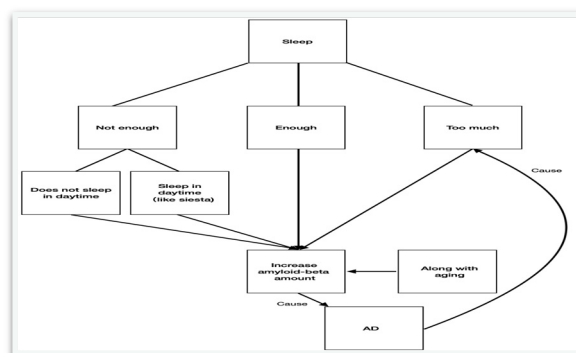 Sleep
Not enough
Enough
Too much
Cause
Does not sleep
in daytime
Sleep in
daytime
(like siesta)
Increase
amyloid-beta
amount
Along with
aging
Cause
AD